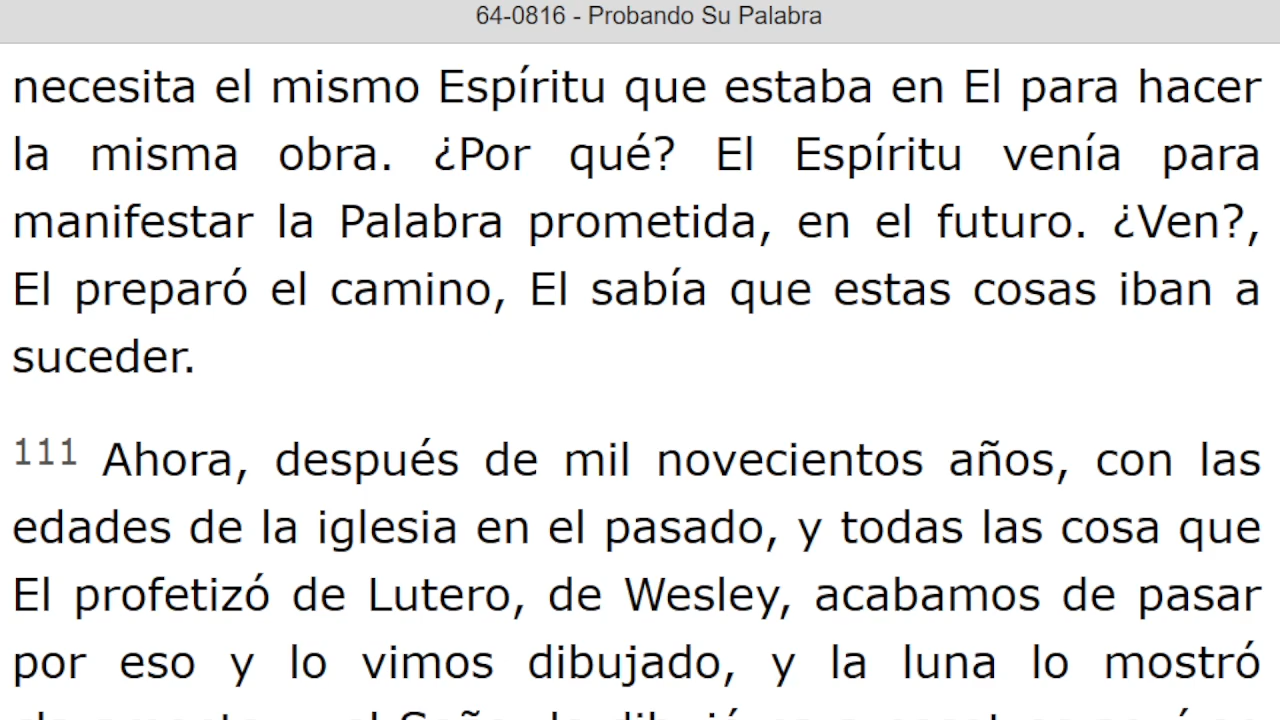 64-0816 - Probando Su Palabra
necesita el mismo Espíritu que estaba en El para hacer
la misma obra. ¿Por qué? El Espíritu venía para
manifestar la Palabra prometida, en el futuro. ¿Ven?,
El preparó el camino, El sabía que estas cosas iban a
suceder.
111 Ahora, después de mil novecientos años, con las
edades de la iglesia en el pasado, y todas las cosa que
El profetizó de Lutero, de Wesley, acabamos de pasar
por eso y lo vimos dibujado, y la luna lo mostró